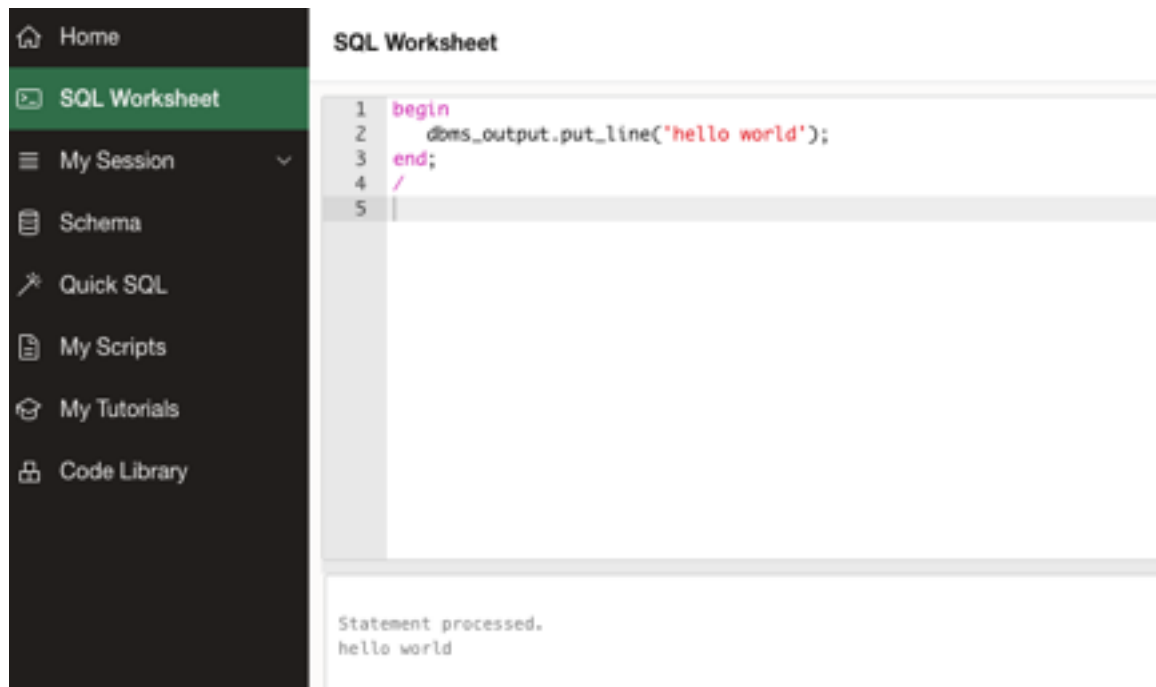 Home
SQL Worksheet
My Session
Schema
Quick SQL
My Scripts
My Tutorials
Code Library
SQL Worksheet
1 begin
2 dbms_output.put_line('hello world');
3 end;
4 /
5
Statement processed.
hello world